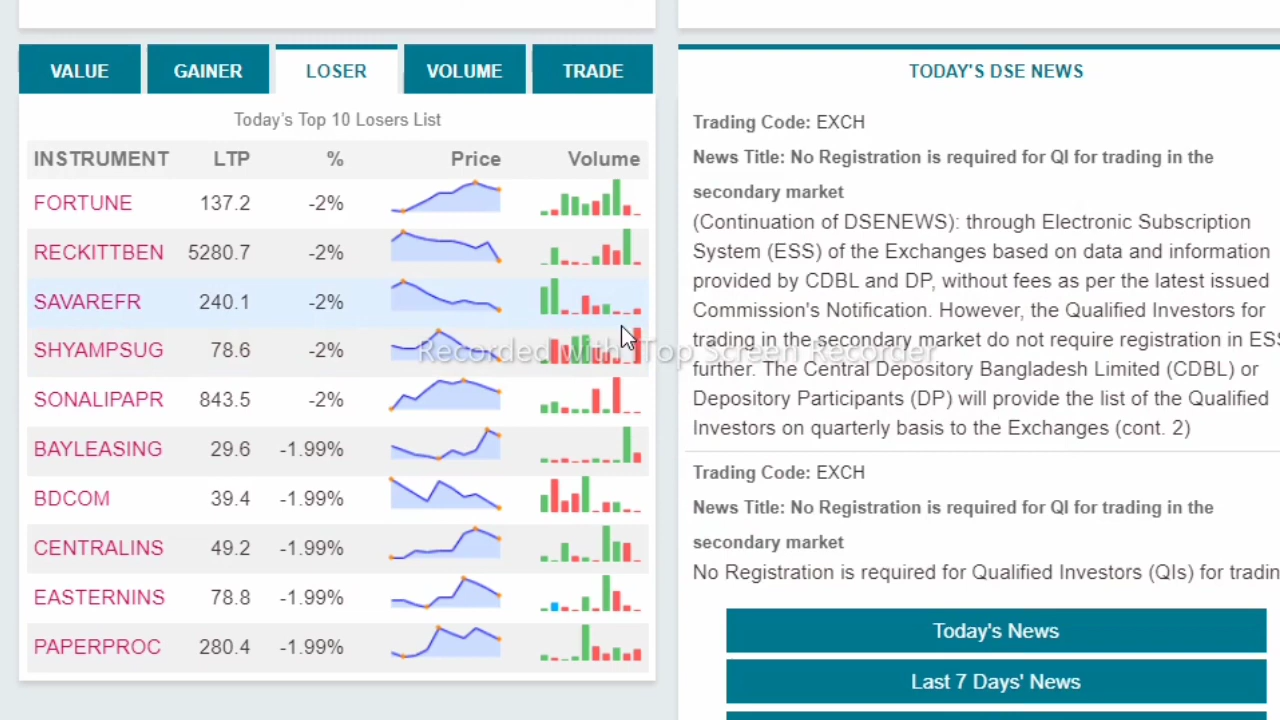 VALUE GAINER LOSER VOLUME TRADE
Today's Top 10 Losers List
INSTRUMENT LTP % Price Volume
FORTUNE 137.2 -2%
RECKITTBEN 5280.7 -2%
SAVAREFR 240.1 -2%
SHYAMPSUG 78.6 -2%
SONALIPAPR 843.5 -2%
BAYLEASING 29.6 -1.99%
BDCOM 39.4 -1.99%
CENTRALINS 49.2 -1.99%
EASTERNINS 78.8 -1.99%
PAPERPROC 280.4 -1.99%
Recorded with iTop Screen Recorder
TODAY'S DSE NEWS
Trading Code: EXCH
News Title: No Registration is required for QI for trading in the
secondary market
(Continuation of DSENEWS): through Electronic Subscription
System (ESS) of the Exchanges based on data and information
provided by CDBL and DP, without fees as per the latest issued
Commission's Notification. However, the Qualified Investors for
trading in the secondary market do not require registration in ESS
further. The Central Depository Bangladesh Limited (CDBL) or
Depository Participants (DP) will provide the list of the Qualified
Investors on quarterly basis to the Exchanges (cont. 2)
Trading Code: EXCH
News Title: No Registration is required for QI for trading in the
secondary market
No Registration is required for Qualified Investors (QIs) for tradin
Today's News
Last 7 Days' News